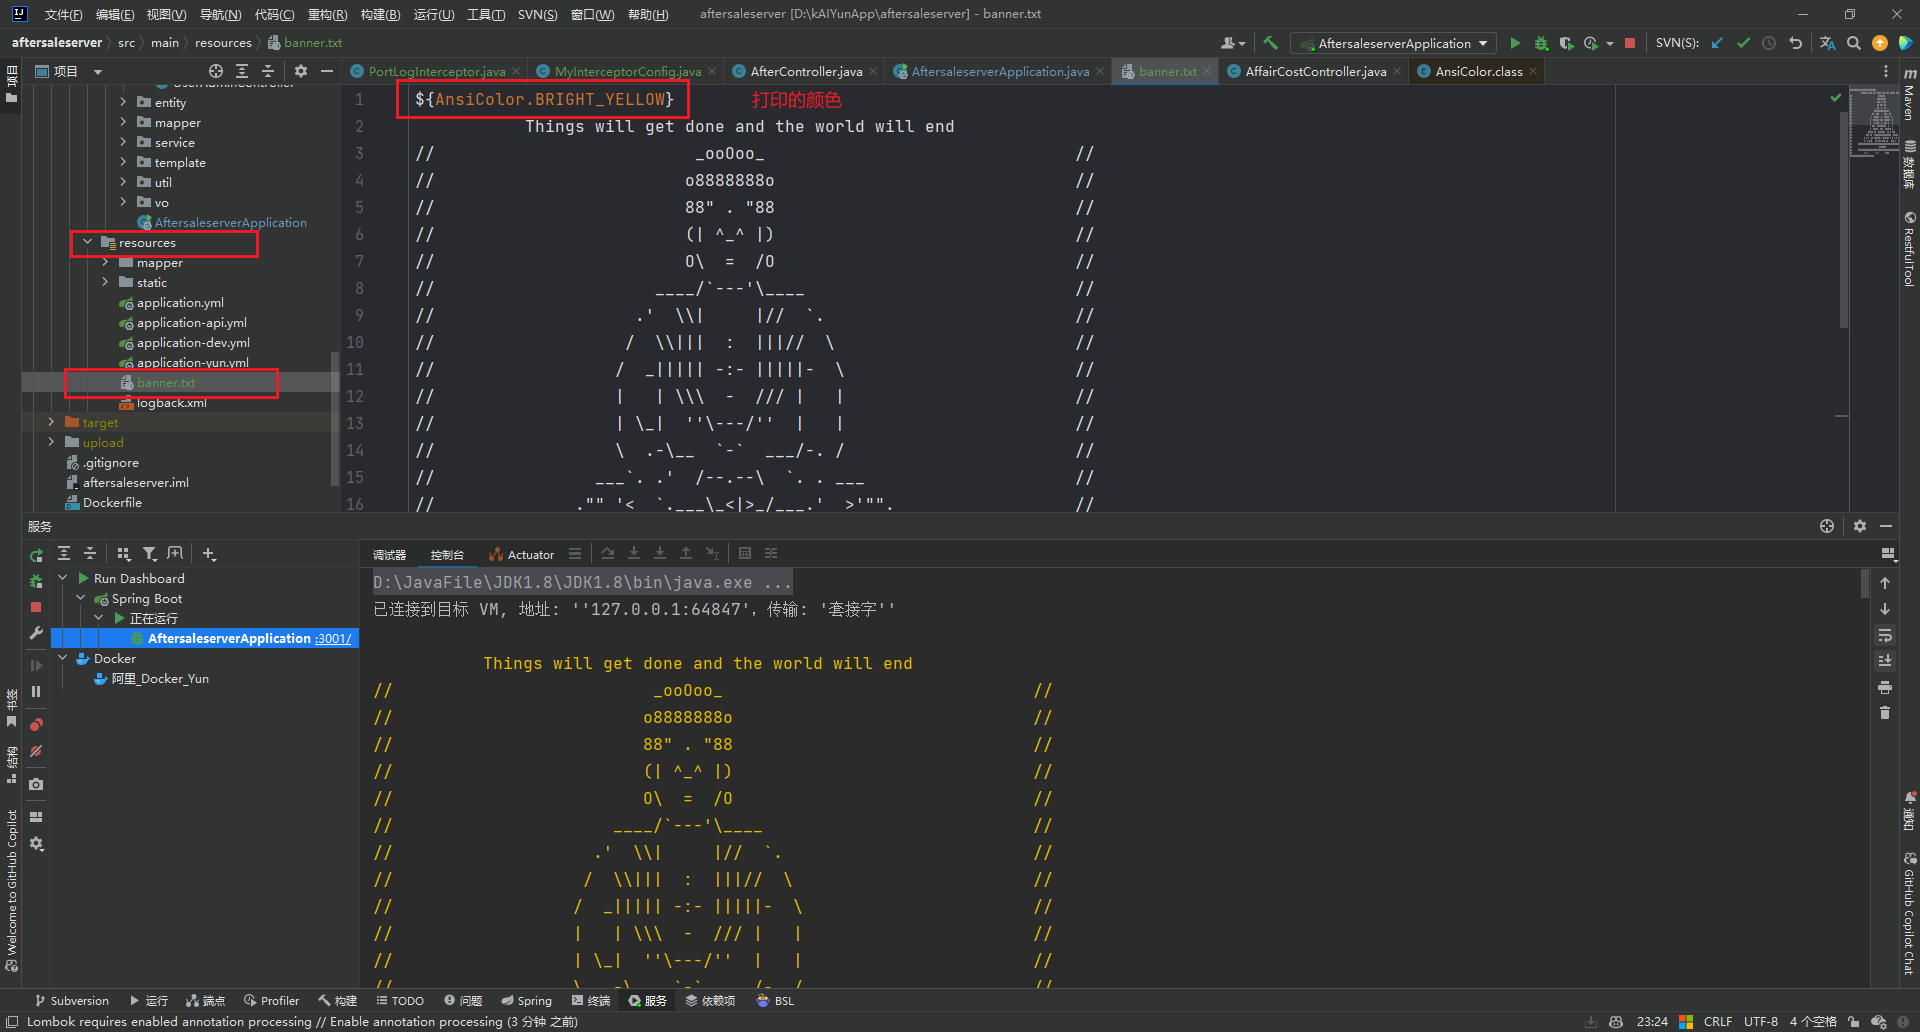 文件(F) 编辑(E) 视图(V) 导航(N) 代码(C) 重构(R) 构建(B) 运行(U) 工具(T) SVN(S) 窗口(W) 帮助(H) aftersaleserver [D:\kAIYunApp\aftersaleserver] - banner.txt
aftersaleserver src main resources banner.txt AftersaleserverApplication SVN(S):
项目 PortLogInterceptor.java MyInterceptorConfig.java AfterController.java AftersaleserverApplication.java banner.txt AffairCostController.java AnsiColor.class
项目
entity
mapper
service
template
util
vo
AftersaleserverApplication
resources
mapper
static
application.yml
application-api.yml
application-dev.yml
application-yun.yml
banner.txt
logback.xml
target
upload
.gitignore
aftersaleserver.iml
Dockerfile
1 ${AnsiColor.BRIGHT_YELLOW} 打印的颜色
2 Things will get done and the world will end
3 // _ooOoo_ //
4 // o8888888o //
5 // 88" . "88 //
6 // (| ^_^ |) //
7 // O\ = /O //
8 // ____/`---'\____ //
9 // .' \\| |// `. //
10 // / \\||| : |||// \ //
11 // / _||||| -:- |||||- \ //
12 // | | \\\ - /// | | //
13 // | \_| ''\---/'' | | //
14 // \ .-\__ `-` ___/-. / //
15 // ___`. .' /--.--\ `. . ___ //
16 // ."" '< `.___\_<|>_/___.' >'"". //
Maven
数据库
RestfulTool
通知
GitHub Copilot Chat
书签
结构
Welcome to GitHub Copilot
服务
调试器 控制台 Actuator
Run Dashboard
Spring Boot
正在运行
AftersaleserverApplication :3001/
Docker
阿里_Docker_Yun
D:\JavaFile\JDK1.8\JDK1.8\bin\java.exe ...
已连接到目标 VM, 地址: ''127.0.0.1:64847'，传输: '套接字''
Things will get done and the world will end
// _ooOoo_ //
// o8888888o //
// 88" . "88 //
// (| ^_^ |) //
// O\ = /O //
// ____/`---'\____ //
// .' \\| |// `. //
// / \\||| : |||// \ //
// / _||||| -:- |||||- \ //
// | | \\\ - /// | | //
// | \_| ''\---/'' | | //
Subversion 运行 端点 Profiler 构建 TODO 问题 Spring 终端 服务 依赖项 BSL
Lombok requires enabled annotation processing // Enable annotation processing (3 分钟 之前) 23:24 CRLF UTF-8 4 个空格